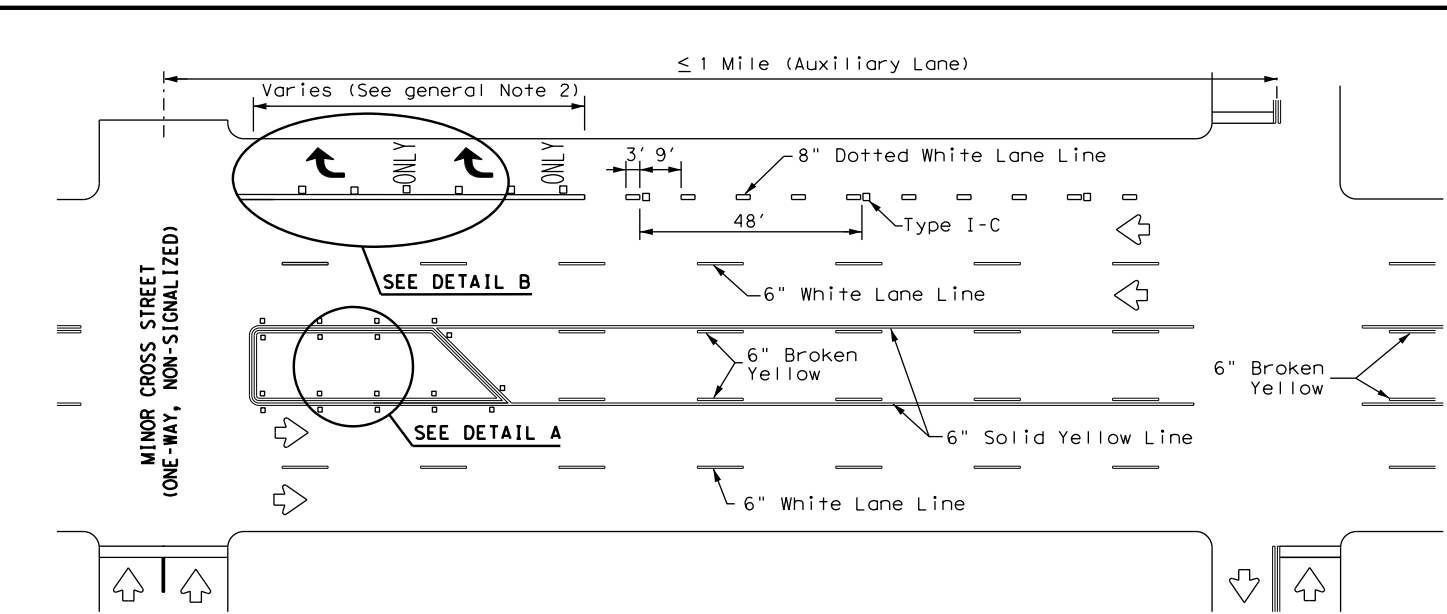 ≤ 1 Mile (Auxiliary Lane)
Varies (See general Note 2)
ONLY
ONLY
3' 9'
8" Dotted White Lane Line
48'
Type I-C
SEE DETAIL B
6" White Lane Line
MINOR CROSS STREET
(ONE-WAY, NON-SIGNALIZED)
6" Broken
Yellow
6" Broken
Yellow
SEE DETAIL A
6" Solid Yellow Line
6" White Lane Line